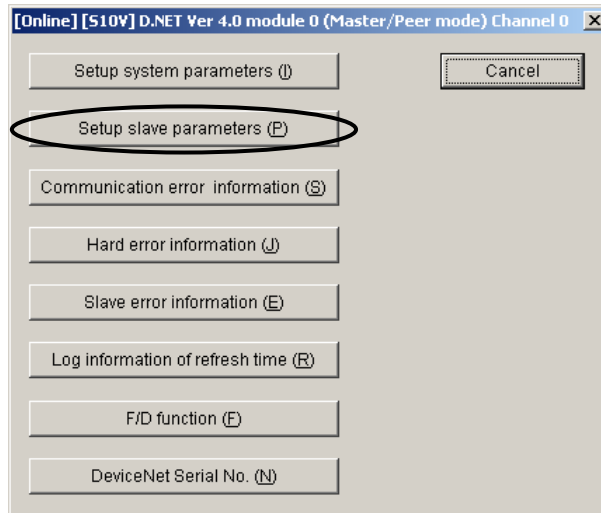 [Online] [S10V] D.NET Ver 4.0 module 0 (Master/Peer mode) Channel 0
Setup system parameters (I)
Cancel
Setup slave parameters (P)
Communication error information (S)
Hard error information (J)
Slave error information (E)
Log information of refresh time (R)
F/D function (F)
DeviceNet Serial No. (N)